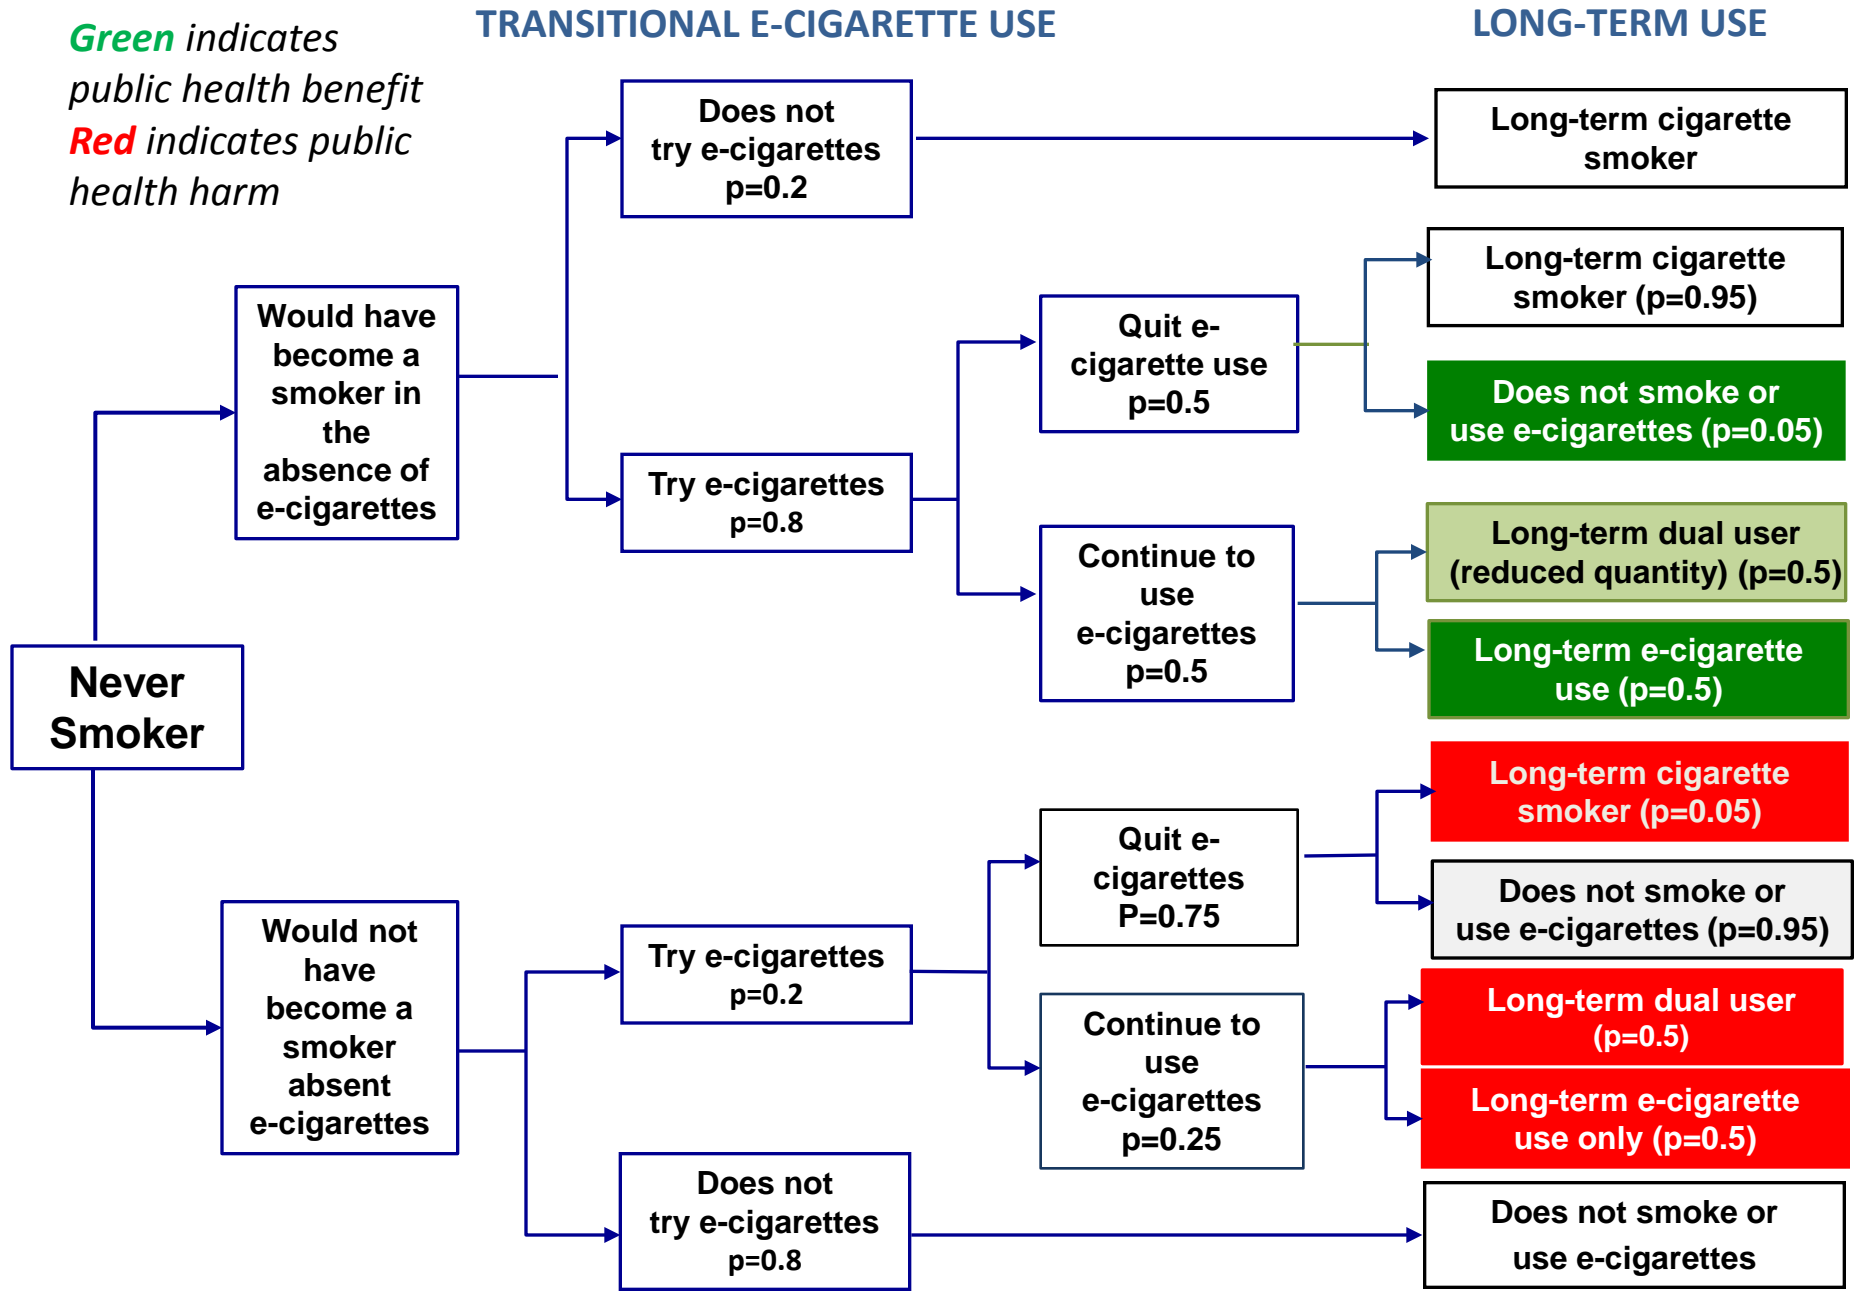 Green indicates
public health benefit
Red indicates public
health harm
TRANSITIONAL E-CIGARETTE USE
LONG-TERM USE
Never
Smoker
Would have
become a
smoker in
the
absence of
e-cigarettes
Does not
try e-cigarettes
p=0.2
Long-term cigarette
smoker
Try e-cigarettes
p=0.8
Quit e-
cigarette use
p=0.5
Long-term cigarette
smoker (p=0.95)
Does not smoke or
use e-cigarettes (p=0.05)
Continue to
use
e-cigarettes
p=0.5
Long-term dual user
(reduced quantity) (p=0.5)
Long-term e-cigarette
use (p=0.5)
Would not
have
become a
smoker
absent
e-cigarettes
Try e-cigarettes
p=0.2
Quit e-
cigarettes
P=0.75
Long-term cigarette
smoker (p=0.05)
Does not smoke or
use e-cigarettes (p=0.95)
Continue to
use
e-cigarettes
p=0.25
Long-term dual user
(p=0.5)
Long-term e-cigarette
use only (p=0.5)
Does not
try e-cigarettes
p=0.8
Does not smoke or
use e-cigarettes